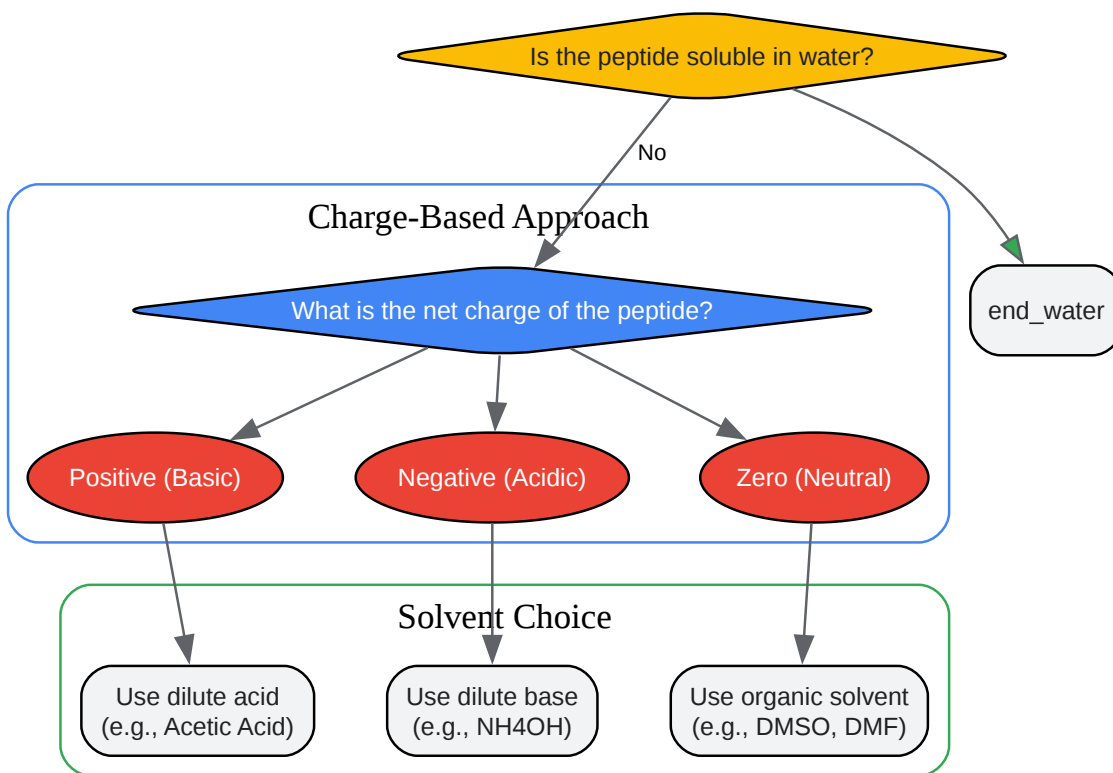 Is the peptide soluble in water?
No
Charge-Based Approach
What is the net charge of the peptide?
end_water
Positive (Basic)
Negative (Acidic)
Zero (Neutral)
Solvent Choice
Use dilute acid
(e.g., Acetic Acid)
Use dilute base
(e.g., NH4OH)
Use organic solvent
(e.g., DMSO, DMF)